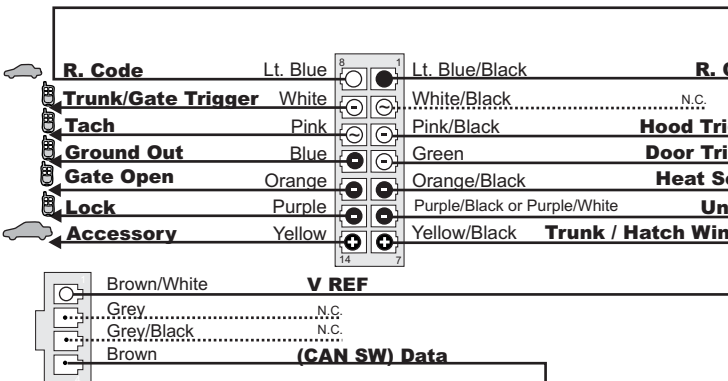 8 1
R. Code Lt. Blue Lt. Blue/Black R.
Trunk/Gate Trigger White White/Black N.C.
Tach Pink Pink/Black Hood Tri
Ground Out Blue Green Door Tri
Gate Open Orange Orange/Black Heat Se
Lock Purple Purple/Black or Purple/White Un
Accessory Yellow Yellow/Black Trunk / Hatch Win
14 7
Brown/White V REF
Grey N.C.
Grey/Black N.C.
Brown (CAN SW) Data